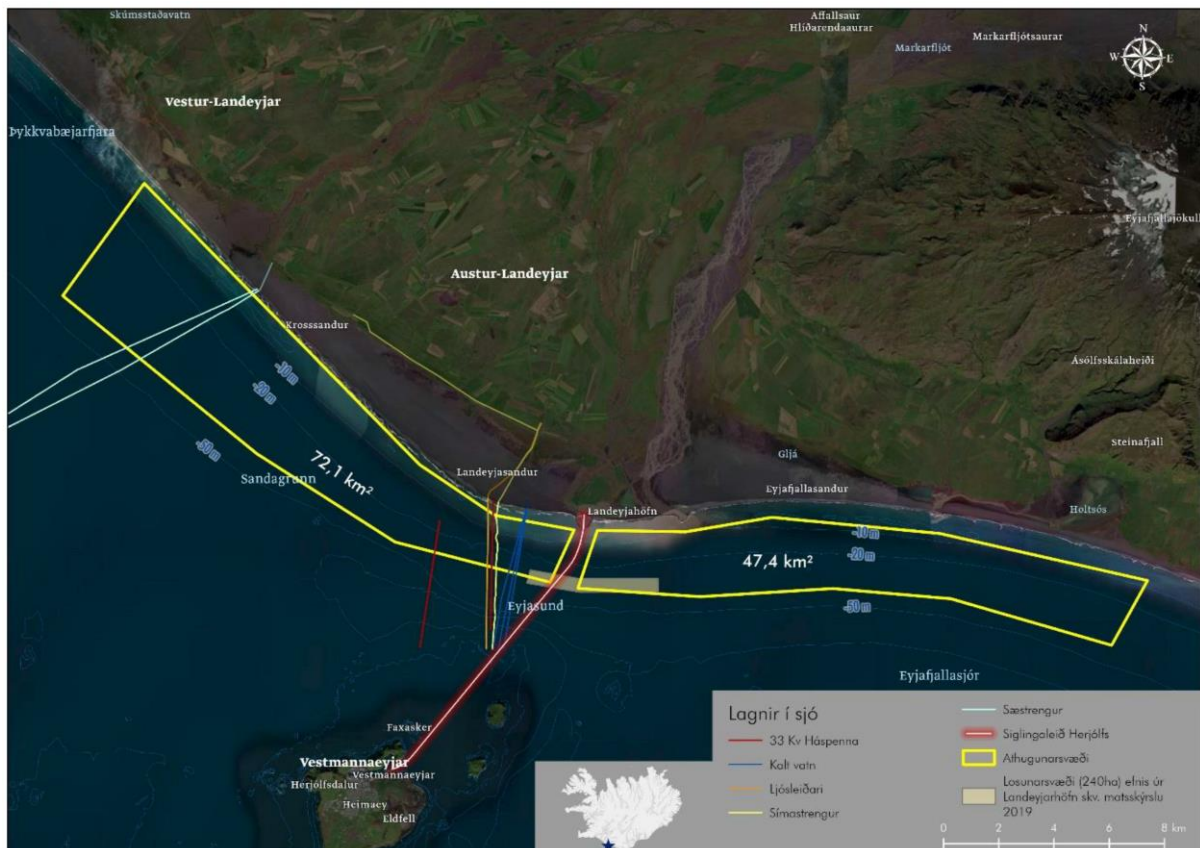 Skúmsstaðavatn
Affallsaur
Hlíðarendaaurar
Markarfljót
Markarfljótsaurar
N
W
E
S
Vestur-Landeyjar
Þykkvabæjarfjara
Eyjafjallajökull
Austur-Landeyjar
Krosssandur
Ásólfsskálaheiði
-10 m
-20 m
-50 m
Steinafjall
Gljá
72,1 km²
Sandagrunn
Landeyjasandur
Eyjafjallasandur
Landeyjahöfn
Holtsós
-10 m
-20 m
47,4 km²
Eyjasund
-50 m
Eyjafjallasjór
Faxasker
Vestmannaeyjar
Vestmannaeyjar
Herjólfsdalur
Heimaey
Eldfell
Lagnir í sjó
33 Kv Háspenna
Kalt vatn
Ljósleiðari
Símastrengur
Sæstrengur
Siglingaleið Herjólfs
Athugunarsvæði
Losunarsvæði (240ha) efnis úr
Landeyjarhöfn skv. matsskýrslu
2019
0 2 4 6 8 km